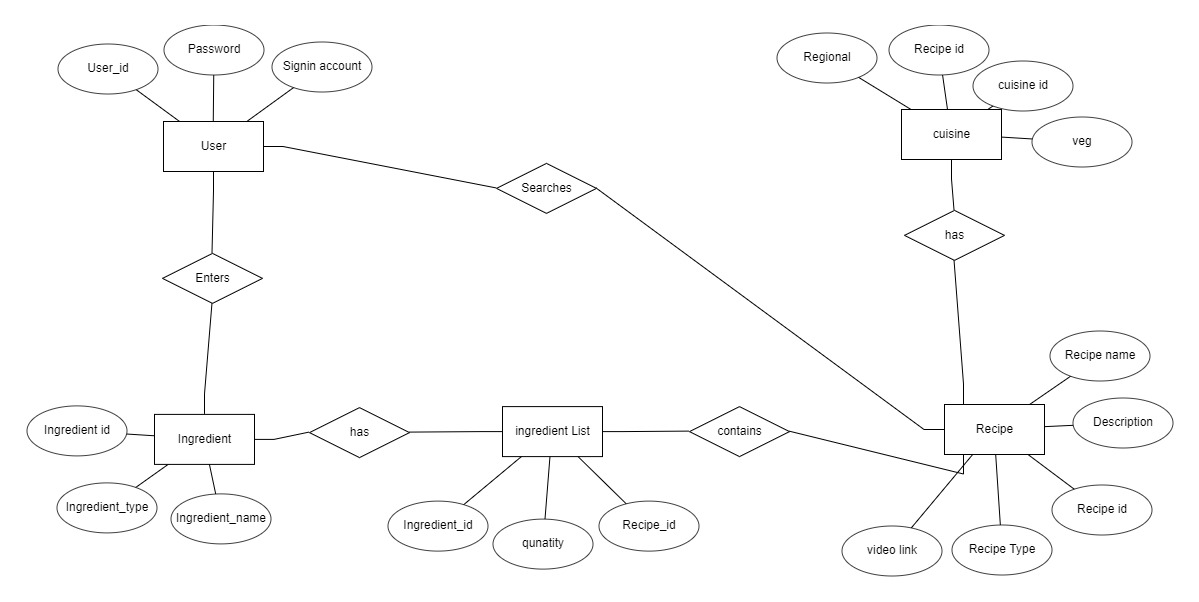 User_id
Password
Signin account
Regional
Recipe id
cuisine id
veg
User
cuisine
Searches
has
Enters
Recipe name
Description
Ingredient id
Ingredient
has
ingredient List
contains
Recipe
Ingredient_type
Ingredient_name
Ingredient_id
qunatity
Recipe_id
Recipe id
video link
Recipe Type